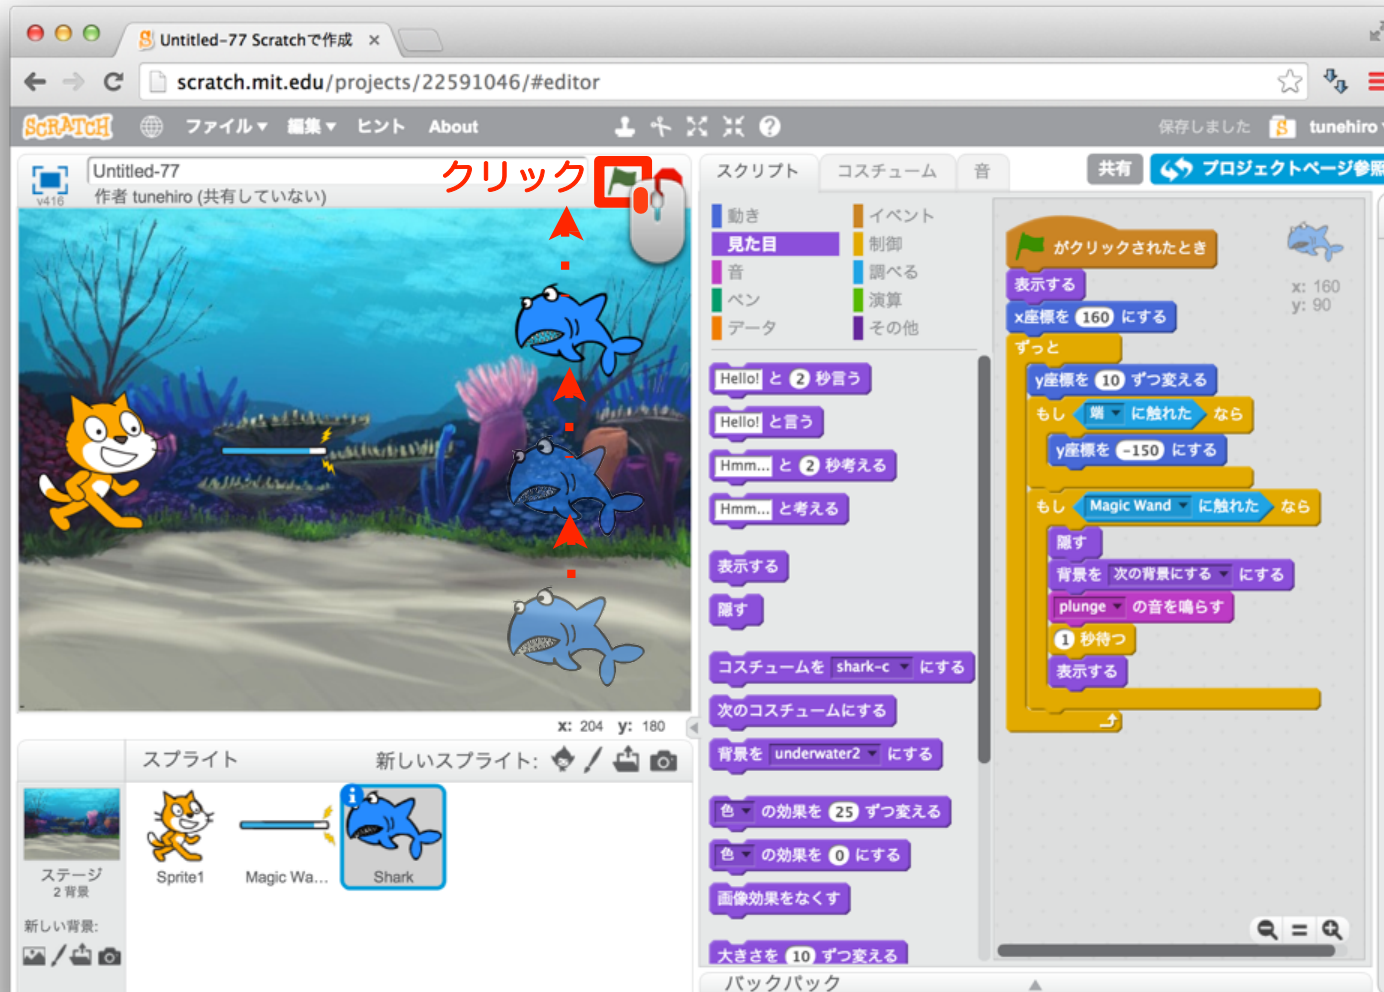 Untitled-77 Scratchで作成
scratch.mit.edu/projects/22591046/#editor
SCRATCH ファイル▼ 編集▼ ヒント About 保存しました tunehiro
v416
Untitled-77
作者 tunehiro (共有していない)
クリック
x: 204 y: 180
スプライト 新しいスプライト:
ステージ
2 背景
新しい背景:
Sprite1
Magic Wa...
Shark
スクリプト コスチューム 音
共有 プロジェクトページ参照
動き イベント
見た目 制御
音 調べる
ペン 演算
データ その他
Hello! と 2 秒言う
Hello! と言う
Hmm... と 2 秒考える
Hmm... と考える
表示する
隠す
コスチュームを shark-c にする
次のコスチュームにする
背景を underwater2 にする
色 の効果を 25 ずつ変える
色 の効果を 0 にする
画像効果をなくす
大きさを 10 ずつ変える
がクリックされたとき
表示する
x座標を 160 にする
ずっと
y座標を 10 ずつ変える
もし 端 に触れた なら
y座標を -150 にする
もし Magic Wand に触れた なら
隠す
背景を 次の背景にする にする
plunge の音を鳴らす
1 秒待つ
表示する
x: 160
y: 90
バックパック